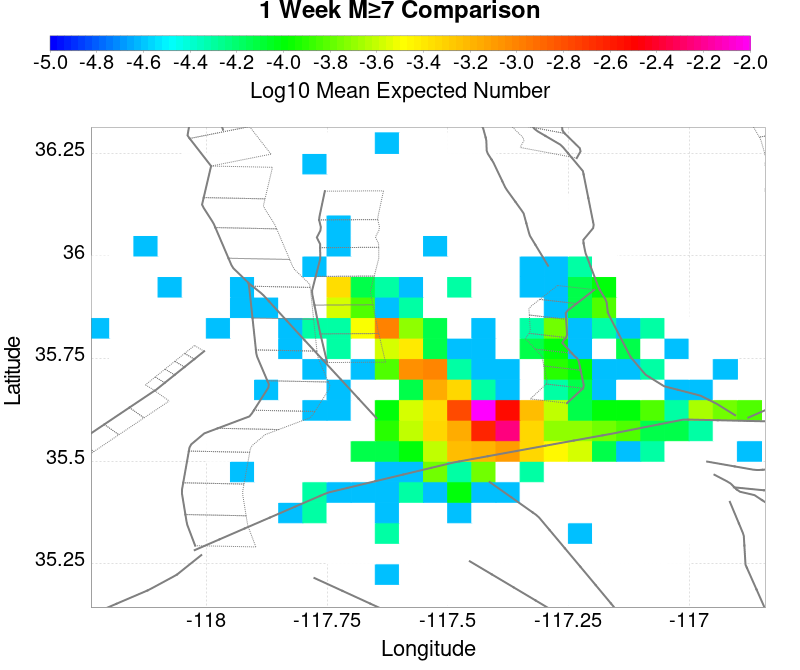 1 Week M≥7 Comparison
-5.0 -4.8 -4.6 -4.4 -4.2 -4.0 -3.8 -3.6 -3.4 -3.2 -3.0 -2.8 -2.6 -2.4 -2.2 -2.0
Log10 Mean Expected Number
36.25
36
35.75
35.5
35.25
Latitude
-118 -117.75 -117.5 -117.25 -117
Longitude